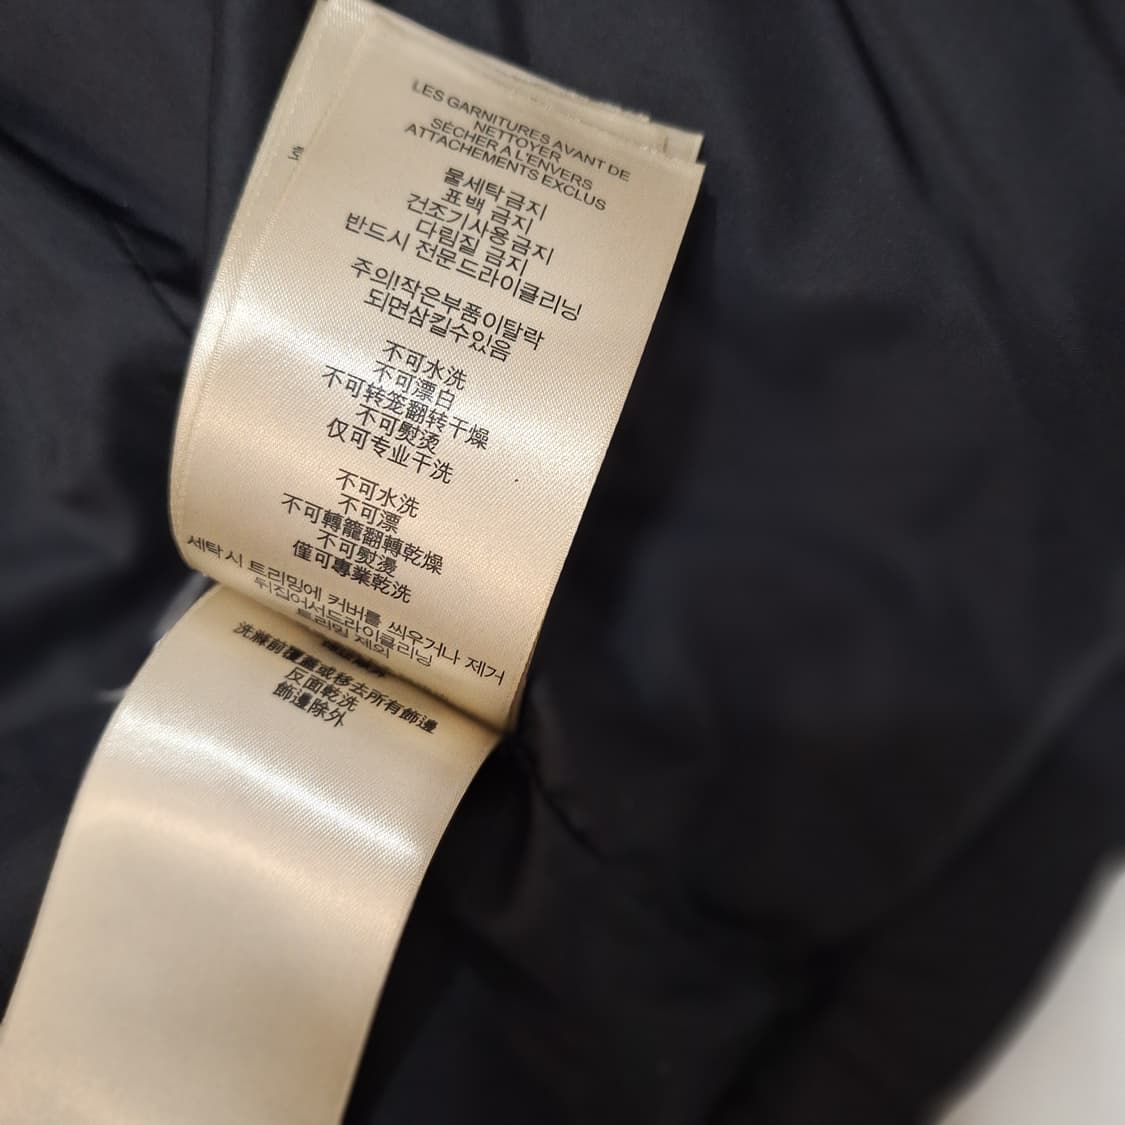 LES GARNITURES AVANT DE
NETTOYER
SÉCHER A L'ENVERS
ATTACHEMENTS EXCLUS
물세탁금지
표백 금지
건조기사용금지
다림질 금지
반드시 전문드라이클리닝
주의!작은부품이탈락
되면삼킬수있음
不可水洗
不可漂白
不可转笼翻转干燥
不可熨烫
仅可专业干洗
不可水洗
不可漂
不可轉籠翻轉乾燥
不可熨燙
僅可專業乾洗
세탁 시 트리밍에 커버를 씌우거나 제거
뒤집어서드라이클리닝
트리밍 제외
洗滌前覆蓋或移去所有飾邊
反面乾洗
飾邊除外